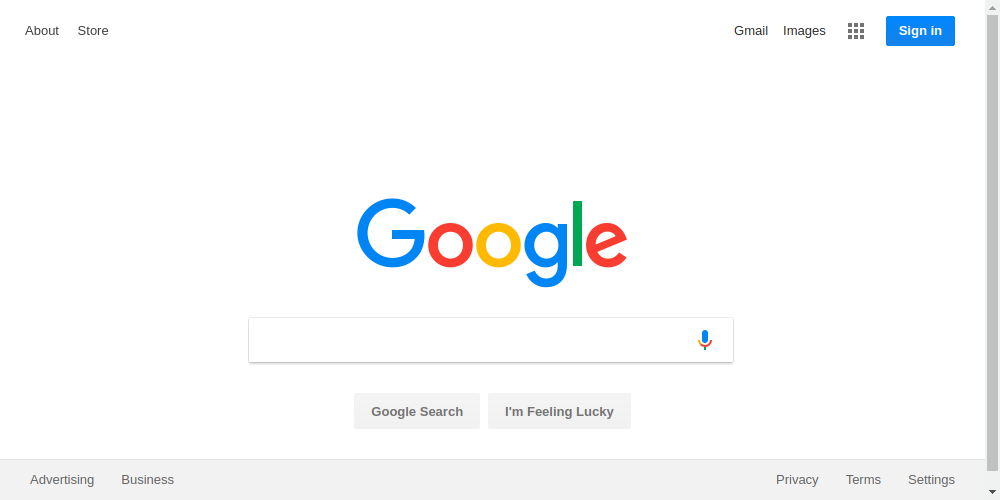 About Store Gmail Images Sign in
Google
Google Search I'm Feeling Lucky
Advertising Business Privacy Terms Settings